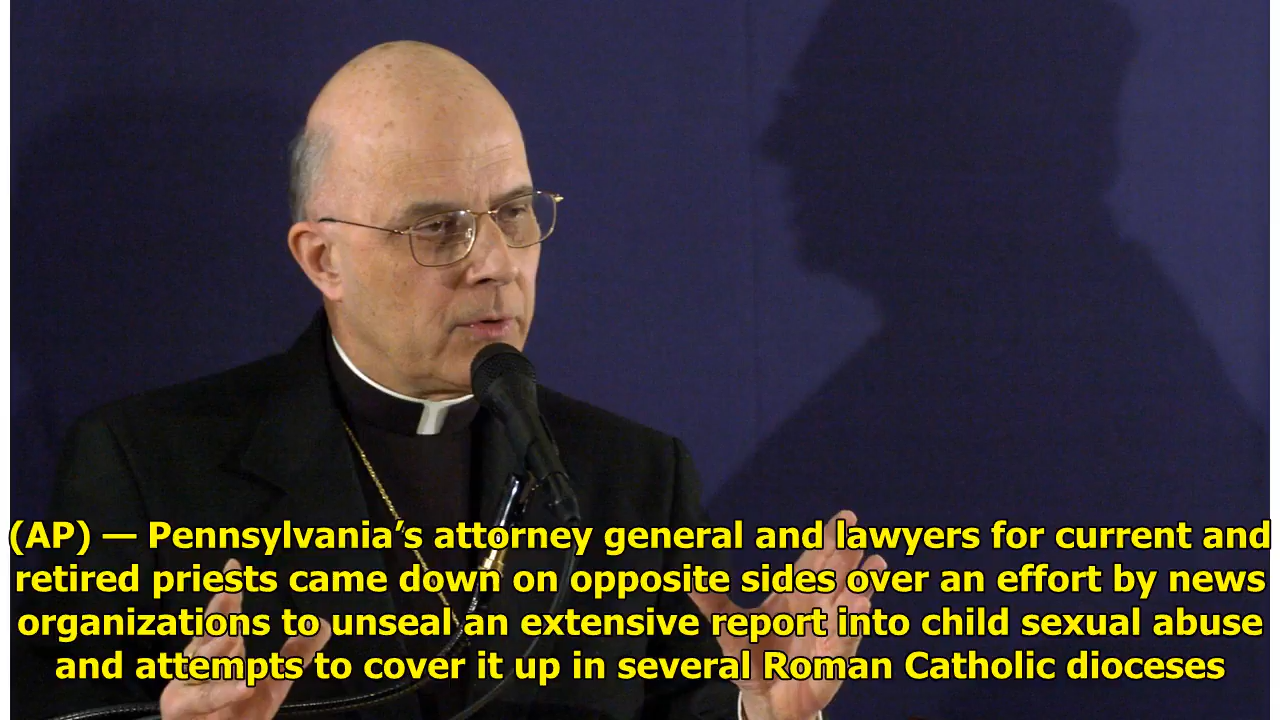 (AP) — Pennsylvania’s attorney general and lawyers for current and
retired priests came down on opposite sides over an effort by news
organizations to unseal an extensive report into child sexual abuse
and attempts to cover it up in several Roman Catholic dioceses